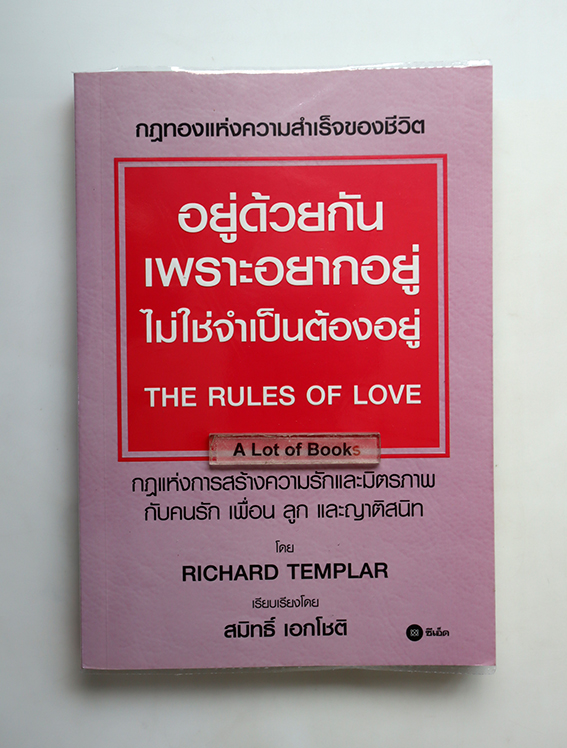 กฎทองแห่งความสำเร็จของชีวิต
อยู่ด้วยกัน
เพราะอยากอยู่
ไม่ใช่จำเป็นต้องอยู่
THE RULES OF LOVE
A Lot of Books
กฎแห่งการสร้างความรักและมิตรภาพ
กับคนรัก เพื่อน ลูก และญาติสนิท
โดย
RICHARD TEMPLAR
เรียบเรียงโดย
สมิทธิ์ เอกโชติ
ซีเอ็ด